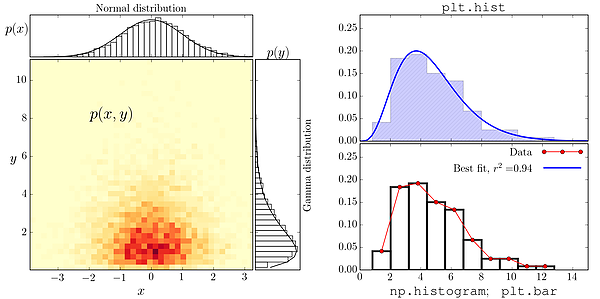 Normal distribution
p(x)
p(y)
10
8
6
4
2
y
p(x, y)
Gamma distribution
−3 −2 −1 0 1 2 3
x
plt.hist
0.25
0.20
0.15
0.10
0.05
0.00
Data
Best fit, r² =0.94
0.25
0.20
0.15
0.10
0.05
0.00
0 2 4 6 8 10 12 14
np.histogram; plt.bar